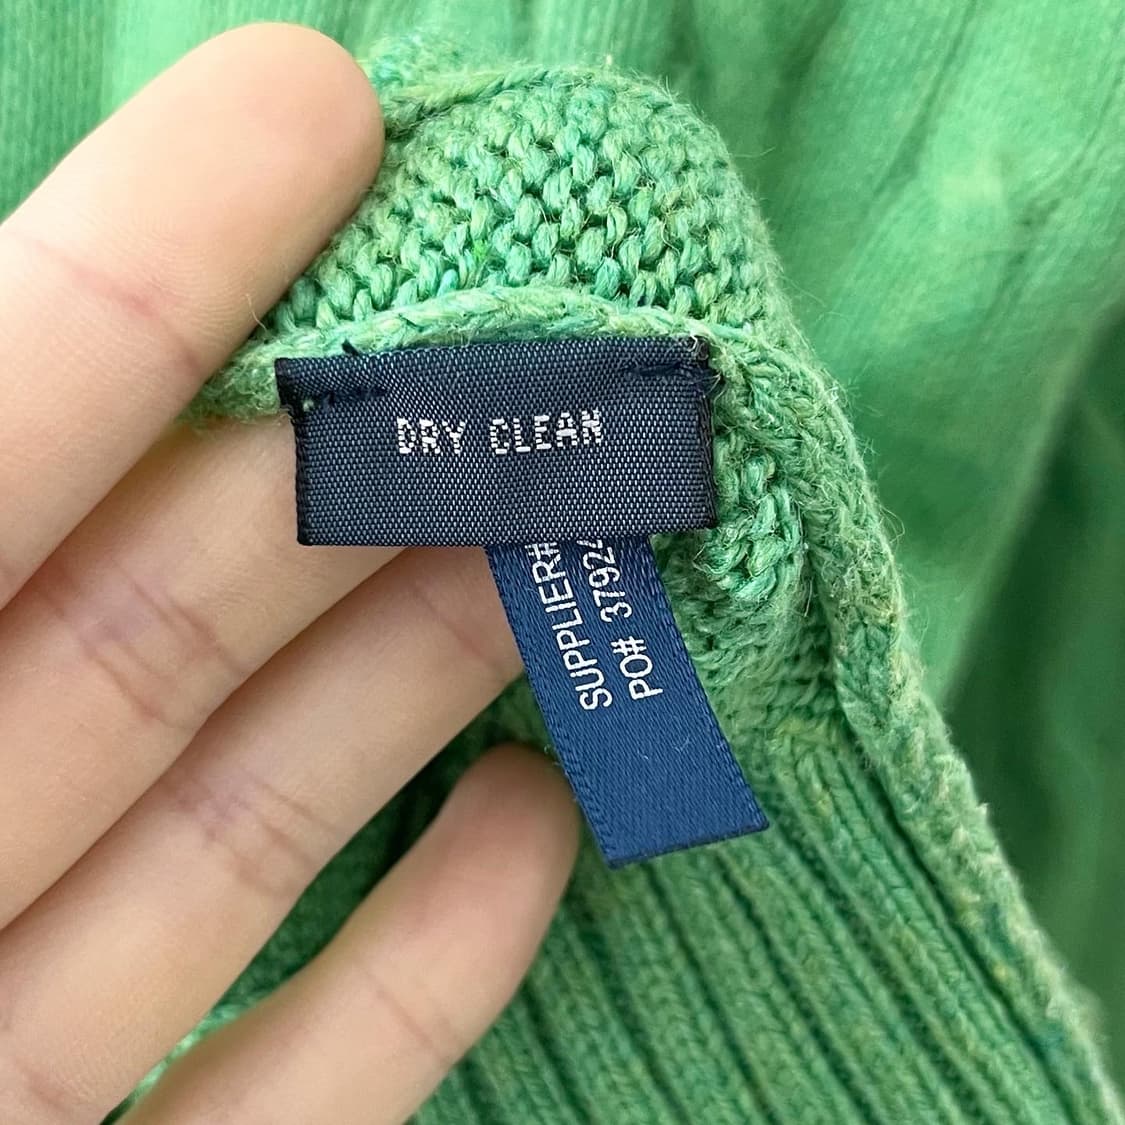 DRY CLEAN
SUPPLIER#
PO# 3792